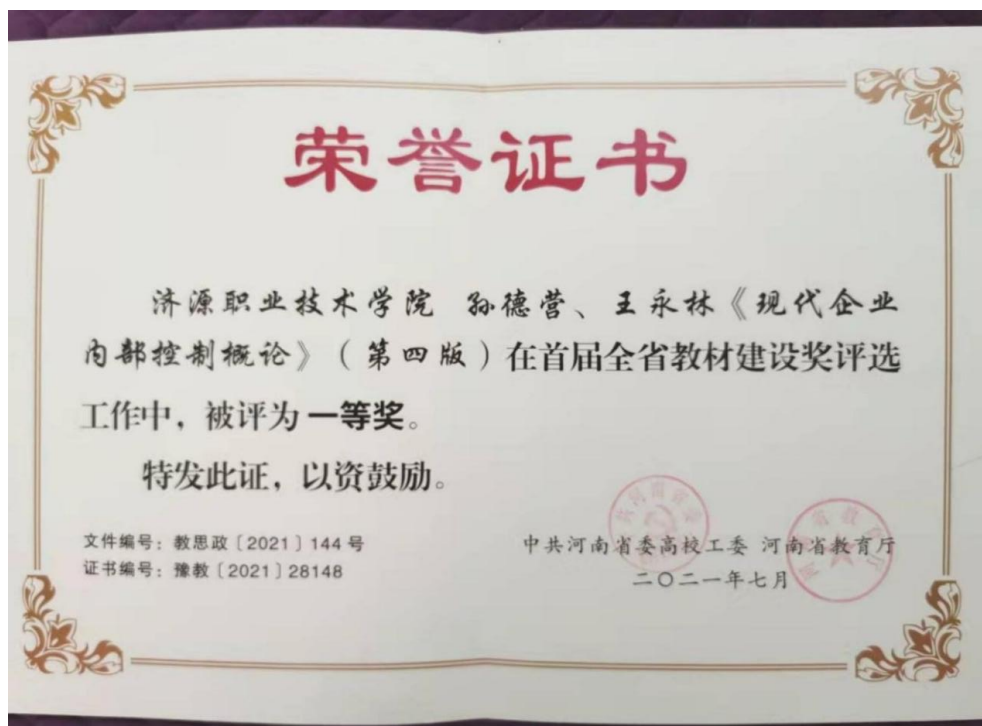 荣誉证书
济源职业技术学院 孙德营、王永林《现代企业
内部控制概论》(第四版)在首届全省教材建设奖评选
工作中，被评为一等奖。
特发此证，以资鼓励。
文件编号：教思政〔2021〕144号
证书编号：豫教〔2021〕28148
中共河南省委高校工委 河南省教育厅
二〇二一年七月